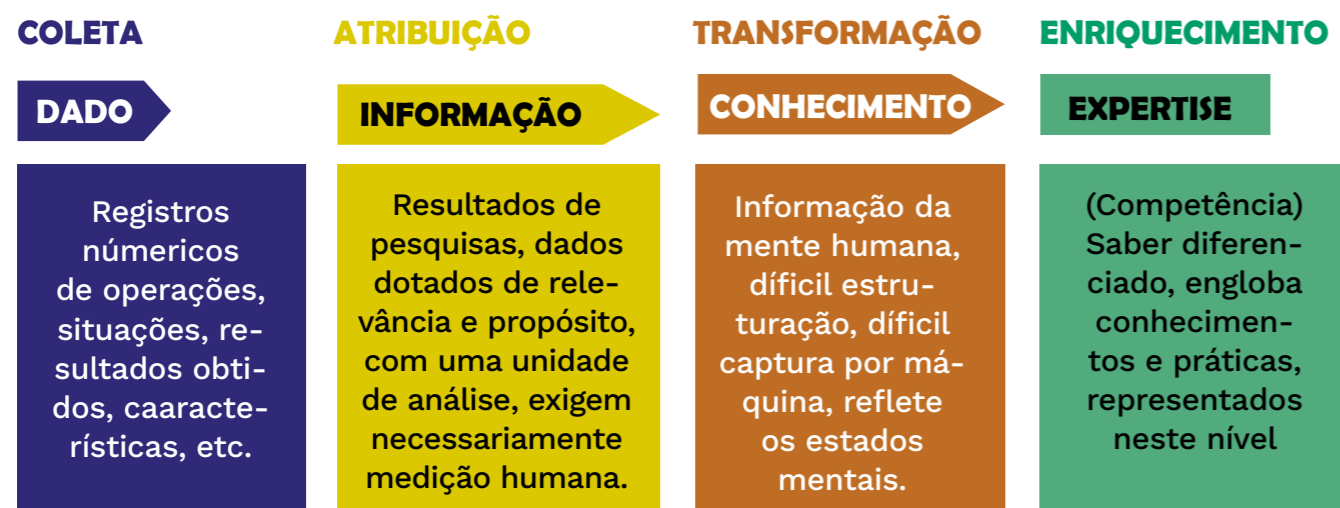 COLETA
DADO
Registros
númericos
de operações,
situações, re-
sultados obti-
dos, caaracte-
rísticas, etc.
ATRIBUIÇÃO
INFORMAÇÃO
Resultados de
pesquisas, dados
dotados de rele-
vância e propósito,
com uma unidade
de análise, exigem
necessariamente
medição humana.
TRANSFORMAÇÃO
CONHECIMENTO
Informação da
mente humana,
díficil estru-
turação, díficil
captura por má-
quina, reflete
os estados
mentais.
ENRIQUECIMENTO
EXPERTISE
(Competência)
Saber diferen-
ciado, engloba
conhecimen-
tos e práticas,
representados
neste nível